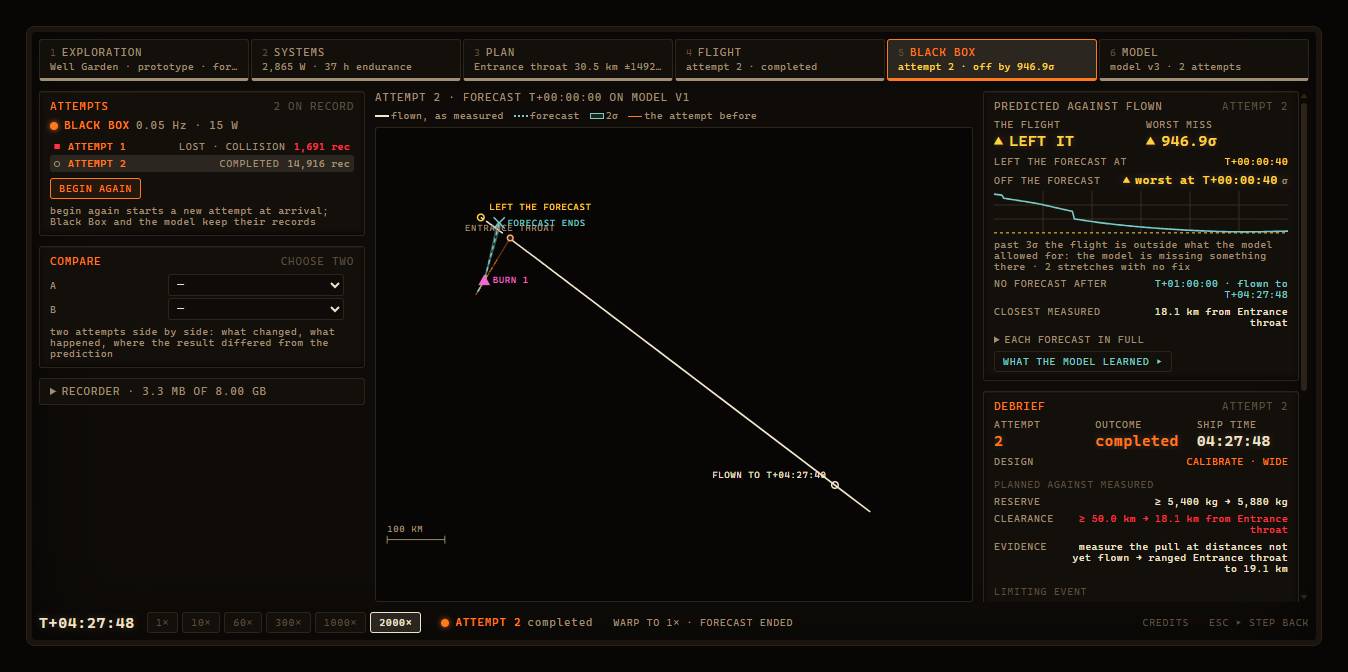 1 EXPLORATION
Well Garden · prototype · for…
2 SYSTEMS
2,865 W · 37 h endurance
3 PLAN
Entrance throat 30.5 km ±1492…
4 FLIGHT
attempt 2 · completed
5 BLACK BOX
attempt 2 · off by 946.9σ
6 MODEL
model v3 · 2 attempts
ATTEMPTS 2 ON RECORD
BLACK BOX 0.05 Hz · 15 W
ATTEMPT 1 LOST · COLLISION 1,691 rec
ATTEMPT 2 COMPLETED 14,916 rec
BEGIN AGAIN
begin again starts a new attempt at arrival;
Black Box and the model keep their records
COMPARE CHOOSE TWO
A —
B —
two attempts side by side: what changed, what
happened, where the result differed from the
prediction
▶ RECORDER · 3.3 MB OF 8.00 GB
ATTEMPT 2 · FORECAST T+00:00:00 ON MODEL V1
flown, as measured forecast 2σ the attempt before
LEFT THE FORECAST
FORECAST ENDS
ENTRANCE THROAT
BURN 1
FLOWN TO T+04:27:48
100 KM
PREDICTED AGAINST FLOWN ATTEMPT 2
THE FLIGHT WORST MISS
▲ LEFT IT ▲ 946.9σ
LEFT THE FORECAST AT T+00:00:40
OFF THE FORECAST ▲ worst at T+00:00:40 σ
past 3σ the flight is outside what the model
allowed for: the model is missing something
there · 2 stretches with no fix
NO FORECAST AFTER T+01:00:00 · flown to
T+04:27:48
CLOSEST MEASURED 18.1 km from Entrance
throat
▶ EACH FORECAST IN FULL
WHAT THE MODEL LEARNED ▸
DEBRIEF ATTEMPT 2
ATTEMPT OUTCOME SHIP TIME
2 completed 04:27:48
DESIGN CALIBRATE · WIDE
PLANNED AGAINST MEASURED
RESERVE ≥ 5,400 kg → 5,880 kg
CLEARANCE ≥ 50.0 km → 18.1 km from Entrance
throat
EVIDENCE measure the pull at distances not
yet flown → ranged Entrance throat
to 19.1 km
LIMITING EVENT
T+04:27:48 1× 10× 60× 300× 1000× 2000× ATTEMPT 2 completed WARP TO 1× · FORECAST ENDED CREDITS ESC ▸ STEP BACK